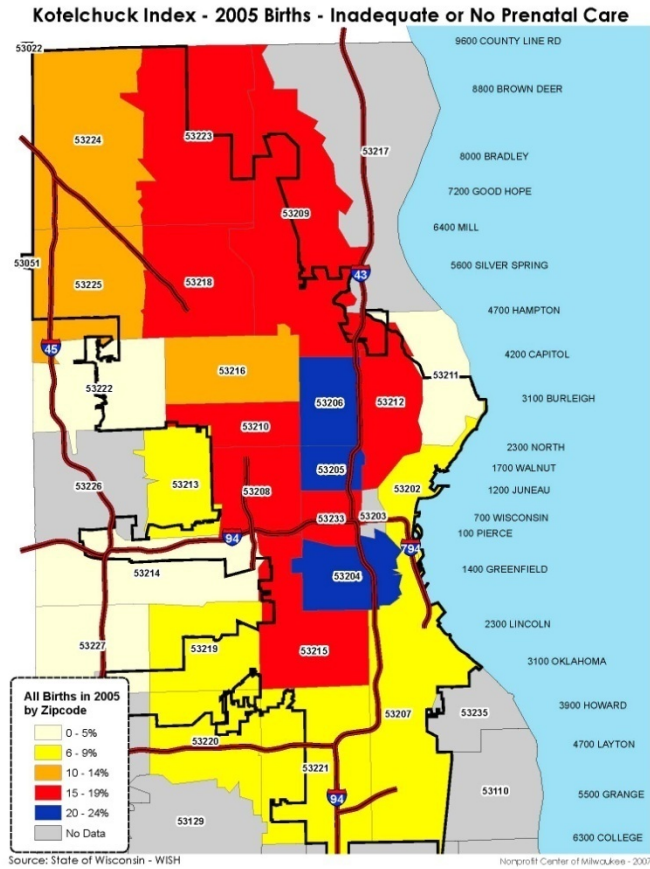 Kotelchuck Index - 2005 Births - Inadequate or No Prenatal Care
9600 COUNTY LINE RD
53022
8800 BROWN DEER
53224
53223
53217
8000 BRADLEY
7200 GOOD HOPE
53209
6400 MILL
53051
5600 SILVER SPRING
43
53225
53218
4700 HAMPTON
45
4200 CAPITOL
53216
53211
53222
3100 BURLEIGH
53206
53212
53210
2300 NORTH
53205
1700 WALNUT
53226
53213
53208
53202
1200 JUNEAU
53233
53203
700 WISCONSIN
100 PIERCE
94
794
53214
53204
1400 GREENFIELD
2300 LINCOLN
53227
53219
53215
3100 OKLAHOMA
All Births in 2005
by Zipcode
0 - 5%
6 - 9%
10 - 14%
15 - 19%
20 - 24%
No Data
3900 HOWARD
53207
53235
53220
4700 LAYTON
53221
94
53110
5500 GRANGE
53129
6300 COLLEGE
Source: State of Wisconsin - WISH
Nonprofit Center of Milwaukee - 2007